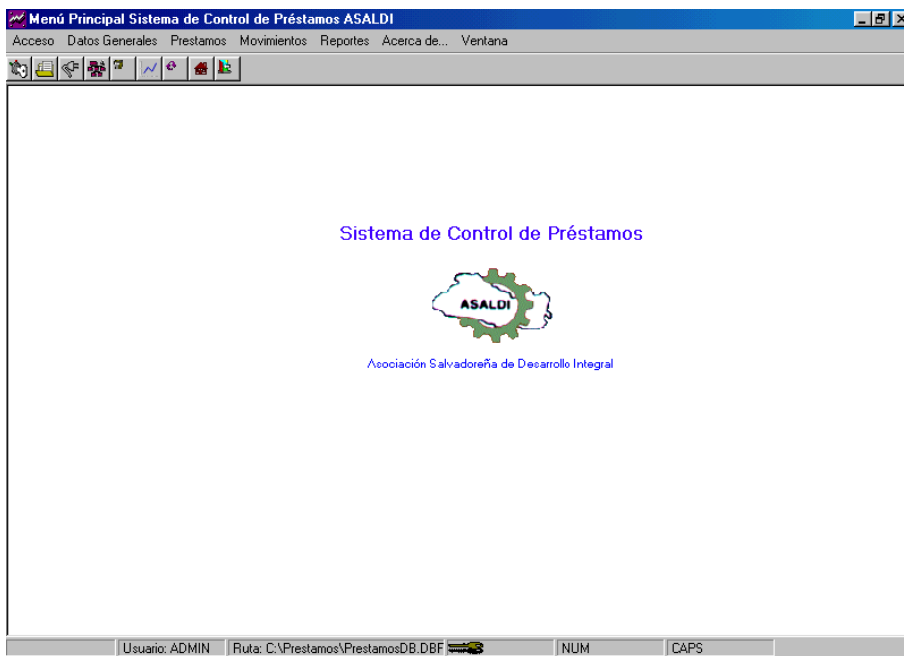 Menú Principal Sistema de Control de Préstamos ASALDI
Acceso Datos Generales Prestamos Movimientos Reportes Acerca de... Ventana
Sistema de Control de Préstamos
ASALDI
Asociación Salvadoreña de Desarrollo Integral
Usuario: ADMIN Ruta: C:\Prestamos\PrestamosDB.DBF NUM CAPS